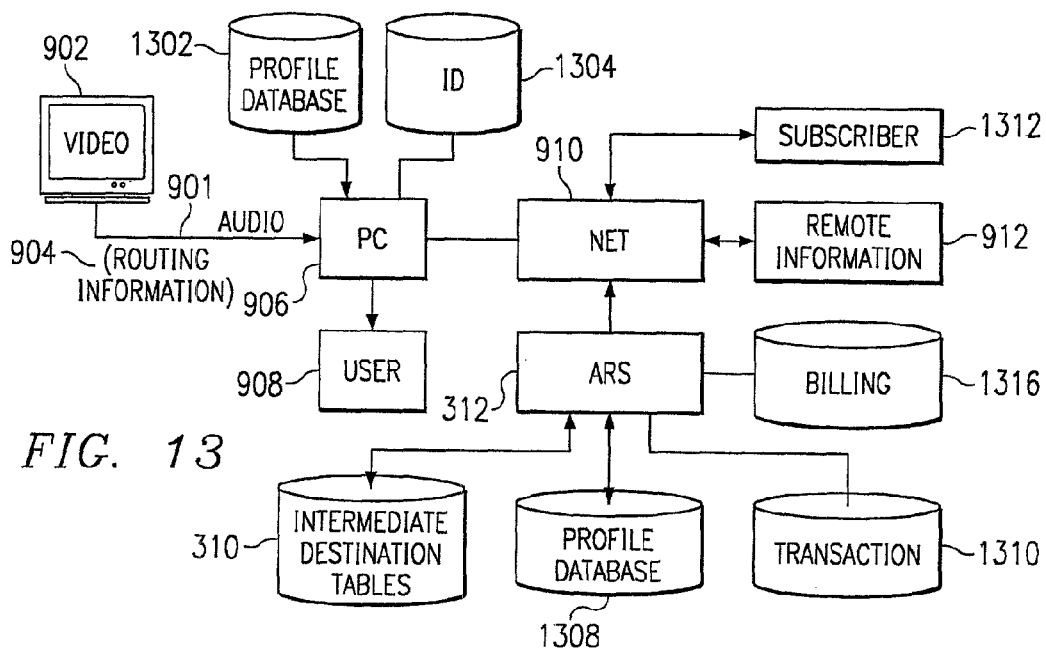 1302
PROFILE
DATABASE
ID
1304
902
VIDEO
901
AUDIO
904
(ROUTING
INFORMATION)
PC
906
910
NET
SUBSCRIBER
1312
REMOTE
INFORMATION
912
USER
908
ARS
312
BILLING
1316
FIG. 13
310
INTERMEDIATE
DESTINATION
TABLES
PROFILE
DATABASE
1308
TRANSACTION
1310